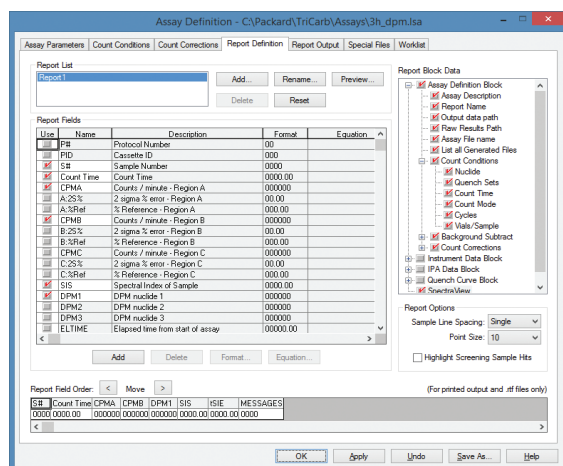 Assay Definition - C:\Packard\TriCarb\Assays\3h_dpm.lsa
Assay Parameters Count Conditions Count Corrections Report Definition Report Output Special Files Worklist
Report List
Report1
Add... Rename... Preview...
Delete Reset
Report Fields
Use Name Description Format Equation
P# Protocol Number 00
PID Cassette ID 000
S# Sample Number 0000
Count Time Count Time 0000.00
CPMA Counts / minute - Region A 000000
A:2S% 2 sigma % error - Region A 00.00
A:%Ref % Reference - Region A 000.00
CPMB Counts / minute - Region B 000000
B:2S% 2 sigma % error - Region B 00.00
B:%Ref % Reference - Region B 000.00
CPMC Counts / minute - Region C 000000
C:2S% 2 sigma % error - Region C 00.00
C:%Ref % Reference - Region C 000.00
SIS Spectral Index of Sample 0000.00
DPM1 DPM nuclide 1 000000
DPM2 DPM nuclide 2 000000
DPM3 DPM nuclide 3 000000
ELTIME Elapsed time from start of assay 00000.00
Add Delete Format... Equation...
Report Block Data
Assay Definition Block
Assay Description
Report Name
Output data path
Raw Results Path
Assay File name
List all Generated Files
Count Conditions
Nuclide
Quench Sets
Count Time
Count Mode
Cycles
Vials/Sample
Background Subtract
Count Corrections
Instrument Data Block
IPA Data Block
Quench Curve Block
SpectraView
Report Options
Sample Line Spacing: Single
Point Size: 10
Highlight Screening Sample Hits
Report Field Order: < Move > (For printed output and .rtf files only)
S# Count Time CPMA CPMB DPM1 SIS tSIE MESSAGES
0000 0000.00 000000 000000 000000 0000.00 0000.00 0000
OK Apply Undo Save As... Help